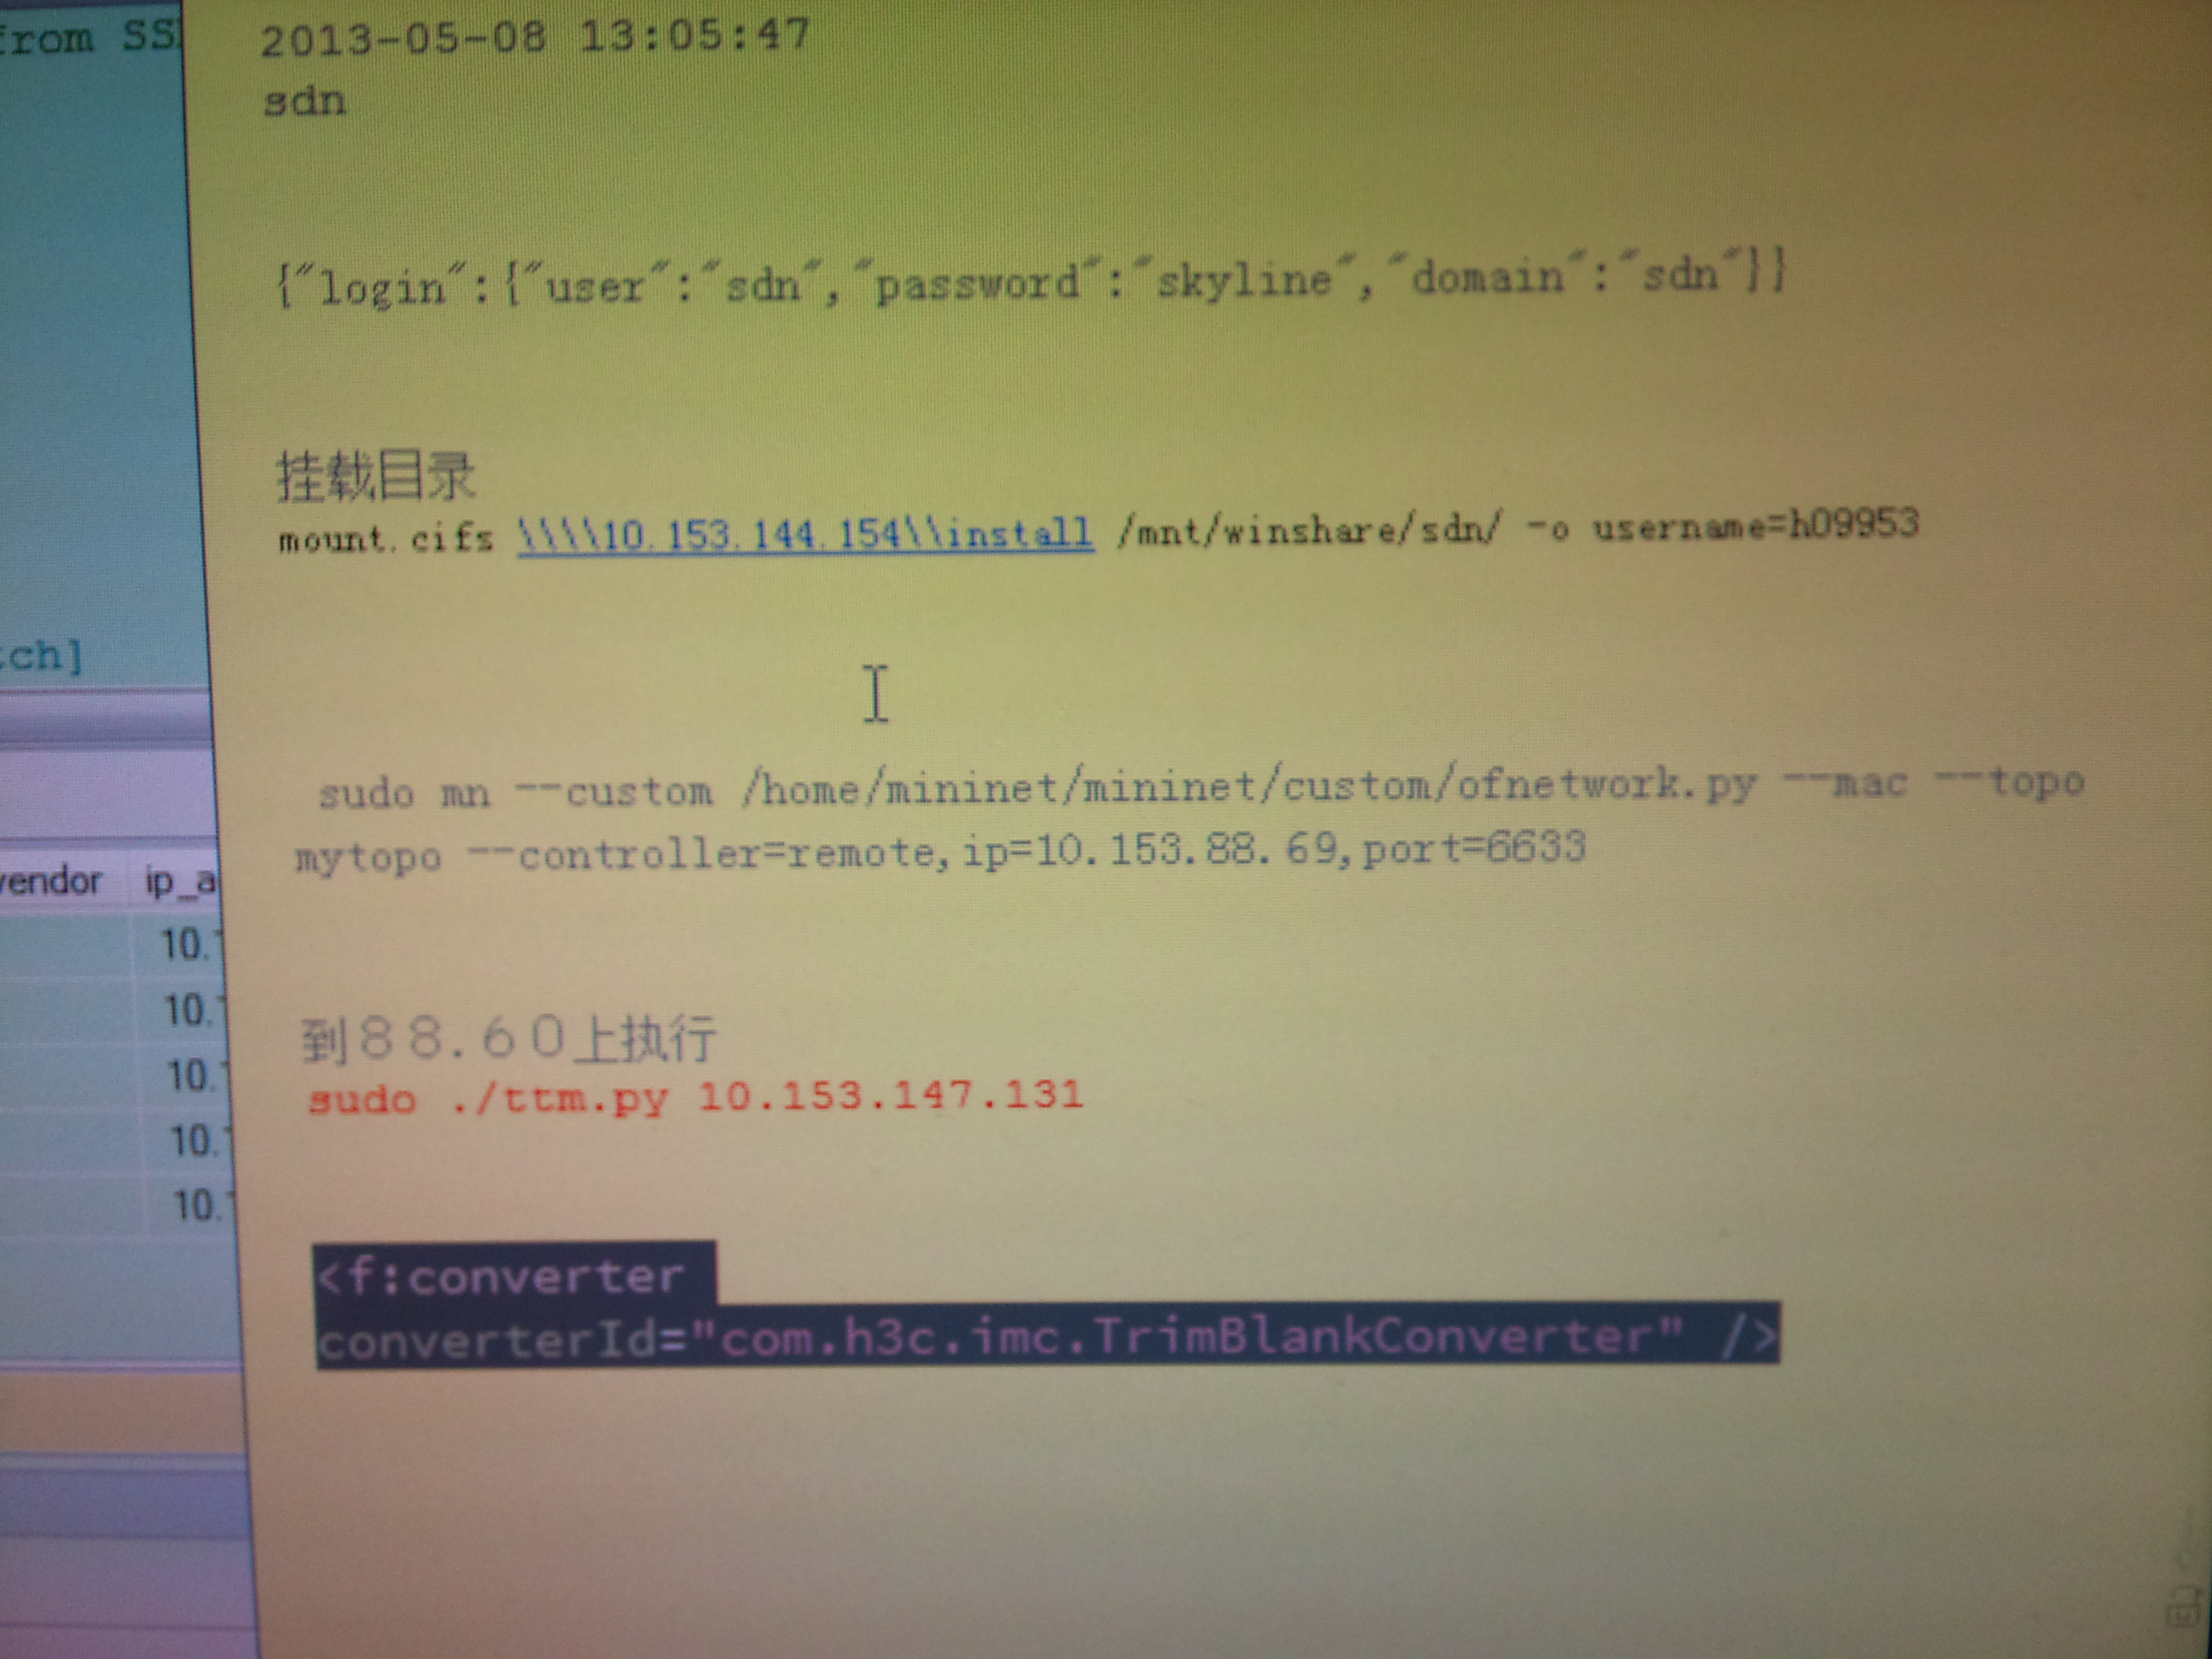 from SS
2013-05-08 13:05:47
sdn
{"login":{"user":"sdn","password":"skyline","domain":"sdn"}}
挂载目录
mount.cifs \\\\10.153.144.154\\install /mnt/winshare/sdn/ -o username=h09953
tch]
sudo mn --custom /home/mininet/mininet/custom/ofnetwork.py --mac --topo
mytopo --controller=remote,ip=10.153.88.69,port=6633
vendor ip_a
10.
10.
10.
10.
10.
到88.60上执行
sudo ./ttm.py 10.153.147.131
<f:converter
converterId="com.h3c.imc.TrimBlankConverter" />